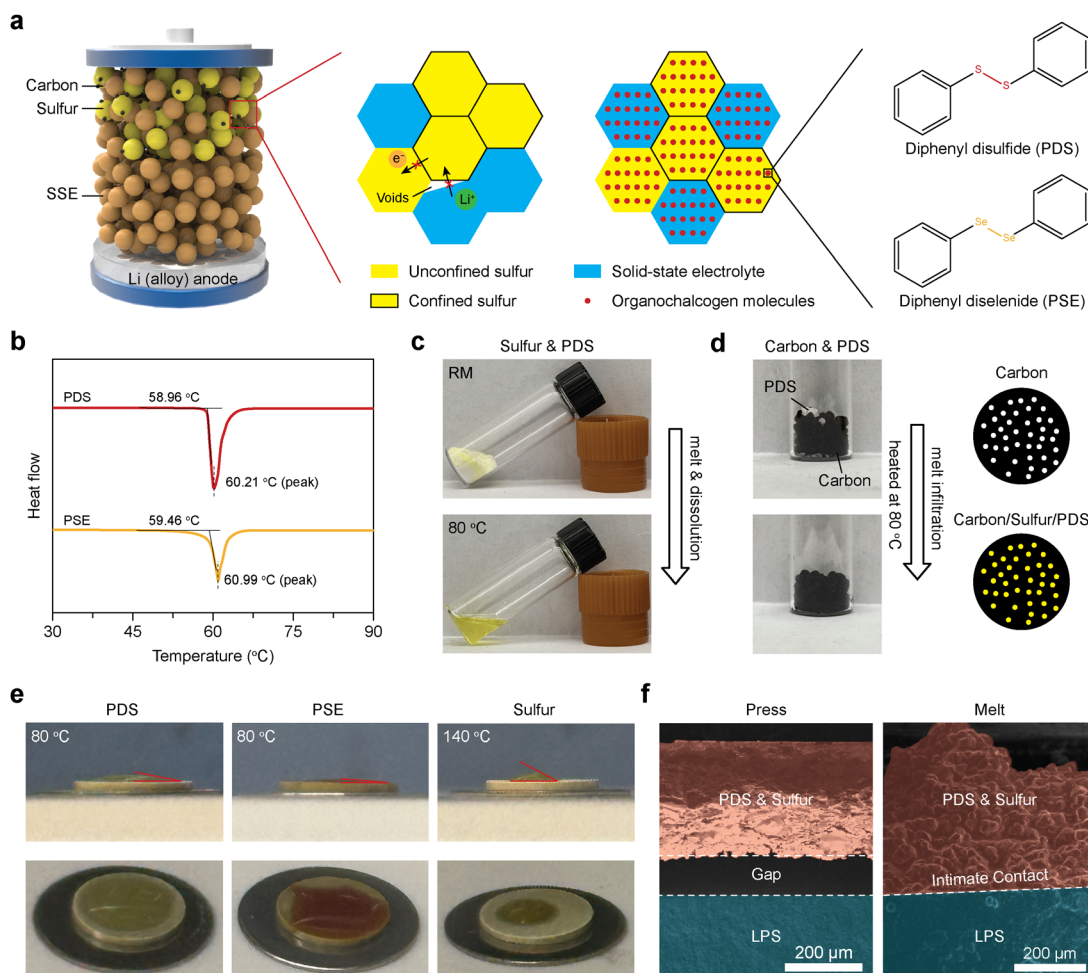 a
Carbon
Sulfur
SSE
Li (alloy) anode
e⁻
Voids
Li⁺
Unconfined sulfur
Confined sulfur
Solid-state electrolyte
Organochalcogen molecules
S
S
Diphenyl disulfide (PDS)
Se
Se
Diphenyl diselenide (PSE)
b
PDS
58.96 °C
60.21 °C (peak)
PSE
59.46 °C
60.99 °C (peak)
Heat flow
30
45
60
75
90
Temperature (°C)
c
Sulfur & PDS
RM
80 °C
melt & dissolution
d
Carbon & PDS
PDS
Carbon
melt infiltration
heated at 80 °C
Carbon
Carbon/Sulfur/PDS
e
PDS
PSE
Sulfur
80 °C
80 °C
140 °C
f
Press
Melt
PDS & Sulfur
Gap
LPS
200 µm
PDS & Sulfur
Intimate Contact
LPS
200 µm